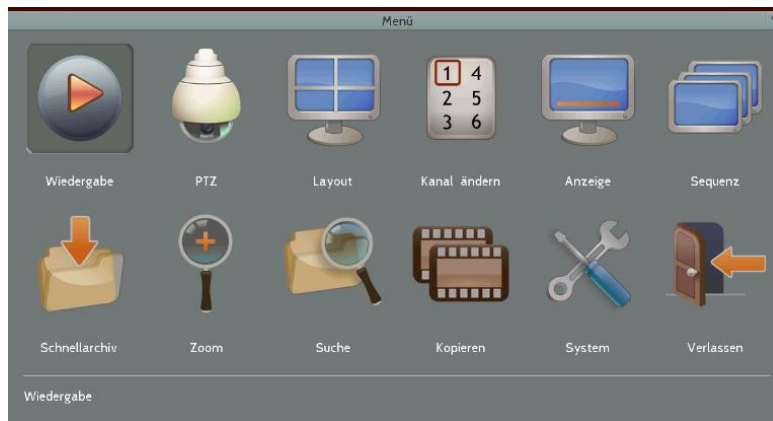 Menü
1 4
2 5
3 6
Wiedergabe PTZ Layout Kanal ändern Anzeige Sequenz
Schnellarchiv Zoom Suche Kopieren System Verlassen
Wiedergabe